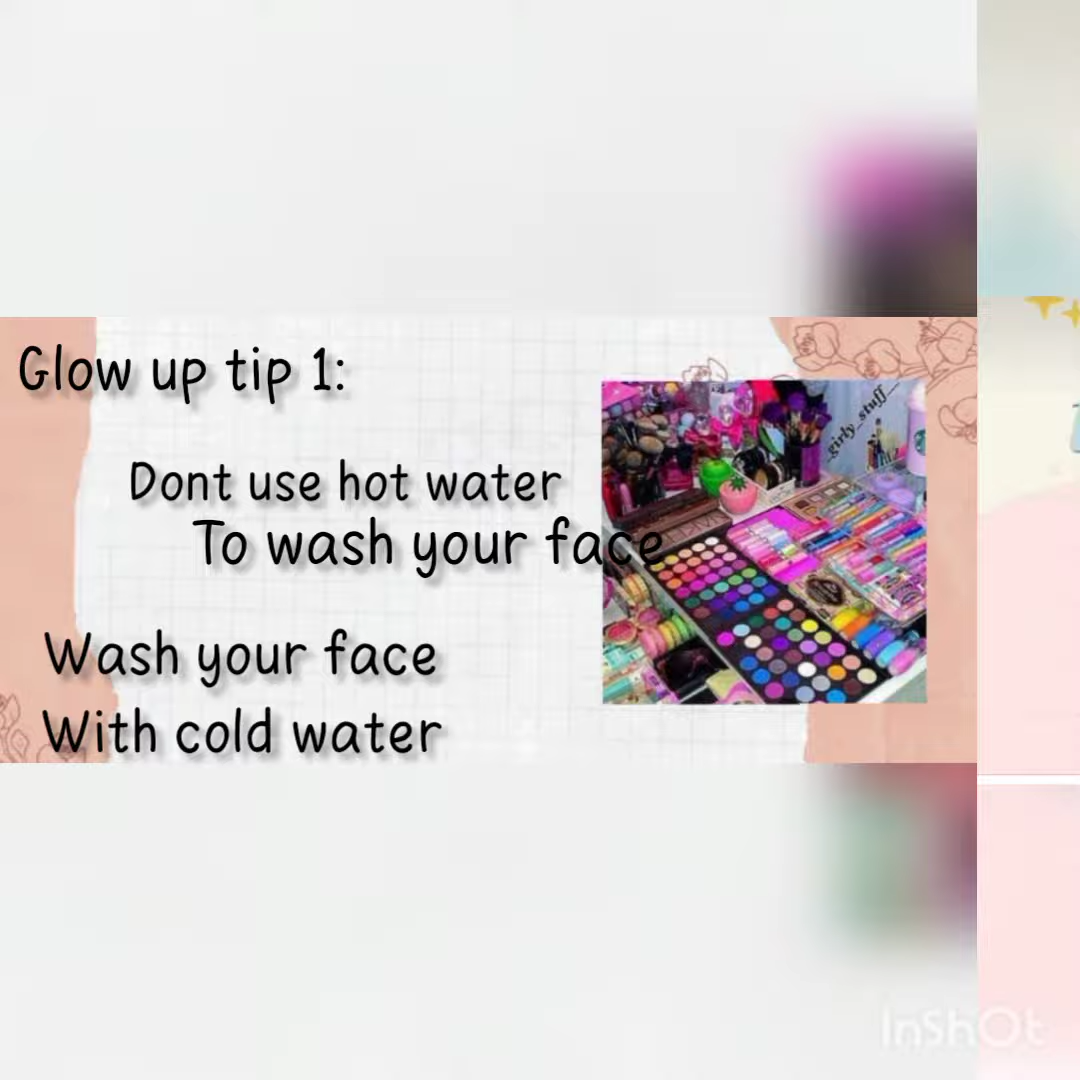 Glow up tip 1:
Dont use hot water
To wash your face
Wash your face
With cold water
girly_stuff_
InShOt